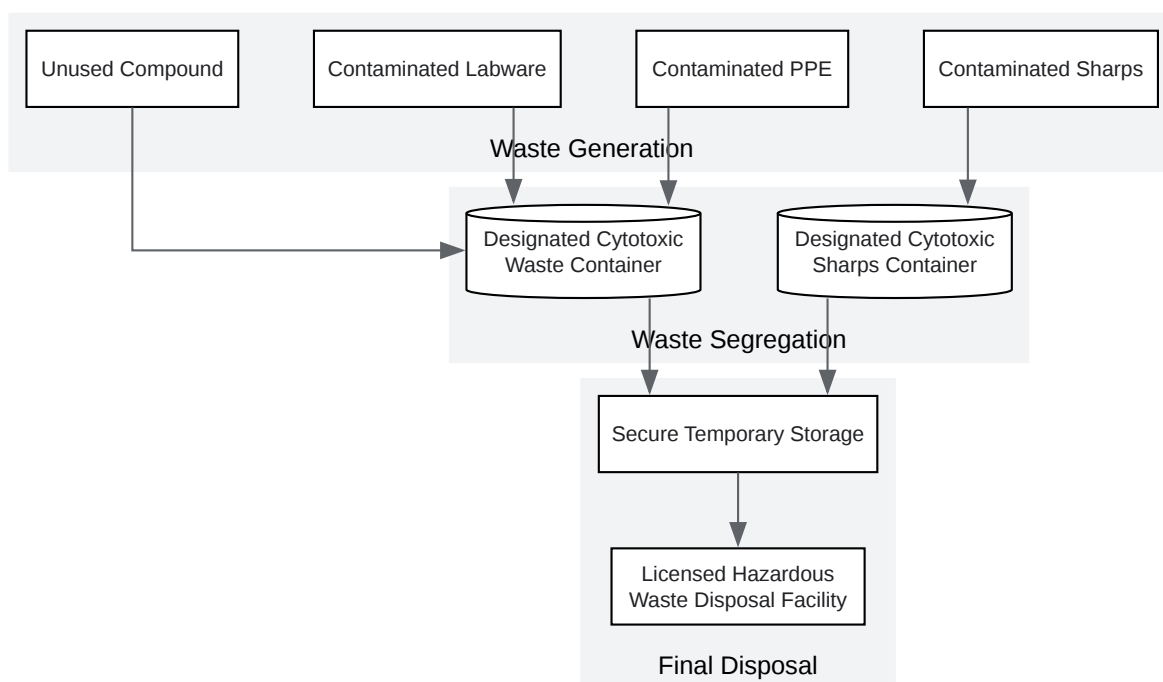 Unused Compound
Contaminated Labware
Contaminated PPE
Contaminated Sharps
Waste Generation
Designated Cytotoxic
Waste Container
Designated Cytotoxic
Sharps Container
Waste Segregation
Secure Temporary Storage
Licensed Hazardous
Waste Disposal Facility
Final Disposal